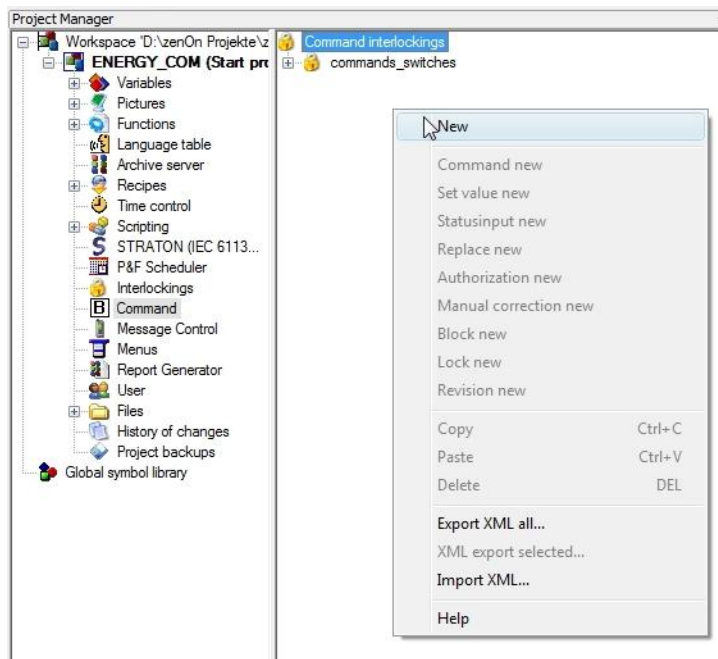 Project Manager
Workspace 'D:\zenOn Projekte\z
ENERGY_COM (Start pro
Variables
Pictures
Functions
Language table
Archive server
Recipes
Time control
Scripting
STRATON (IEC 6113...
P&F Scheduler
Interlockings
Command
Message Control
Menus
Report Generator
User
Files
History of changes
Project backups
Global symbol library
Command interlockings
commands_switches
New
Command new
Set value new
Statusinput new
Replace new
Authorization new
Manual correction new
Block new
Lock new
Revision new
Copy Ctrl+C
Paste Ctrl+V
Delete DEL
Export XML all...
XML export selected...
Import XML...
Help